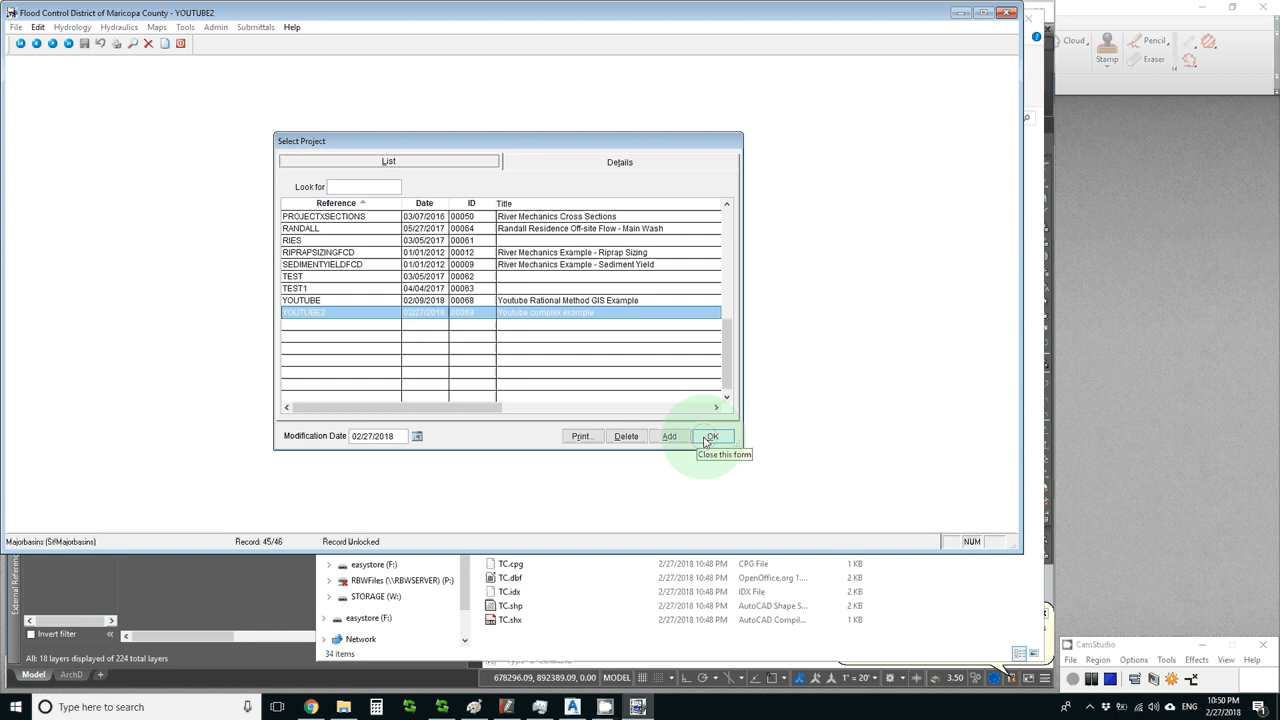 Flood Control District of Maricopa County - YOUTUBE2
File Edit Hydrology Hydraulics Maps Tools Admin Submittals Help
Cloud
Stamp
Pencil
Eraser
Select Project
List Details
Look for
Reference Date ID Title
PROJECTXSECTIONS 03/07/2016 00050 River Mechanics Cross Sections
RANDALL 05/27/2017 00064 Randall Residence Off-site Flow - Main Wash
RIES 03/05/2017 00061
RIPRAPSIZINGFCD 01/01/2012 00012 River Mechanics Example - Riprap Sizing
SEDIMENTYIELDFCD 01/01/2012 00009 River Mechanics Example - Sediment Yield
TEST 03/05/2017 00062
TEST1 04/04/2017 00063
YOUTUBE 02/09/2018 00068 Youtube Rational Method GIS Example
YOUTUBE2 02/27/2018 00069 Youtube complex example
Modification Date 02/27/2018 Print... Delete Add OK
Close this form
Majorbasins (Stl!Majorbasins) Record: 45/46 Record Unlocked NUM
External Reference
easystore (F:)
RBWFiles (\\RBWSERVER) (P:)
STORAGE (W:)
easystore (F:)
Network
34 items
TC.cpg 2/27/2018 10:48 PM CPG File 1 KB
TC.dbf 2/27/2018 10:48 PM OpenOffice.org 1.... 2 KB
TC.idx 2/27/2018 10:48 PM IDX File 2 KB
TC.shp 2/27/2018 10:48 PM AutoCAD Shape S... 2 KB
TC.shx 2/27/2018 10:48 PM AutoCAD Compil... 1 KB
Invert filter
All: 18 layers displayed of 224 total layers
Model ArchD +
678296.09, 892389.09, 0.00 MODEL 1" = 20' 3.50
CamStudio
File Region Options Tools Effects View Help
Type here to search
10:50 PM
2/27/2018